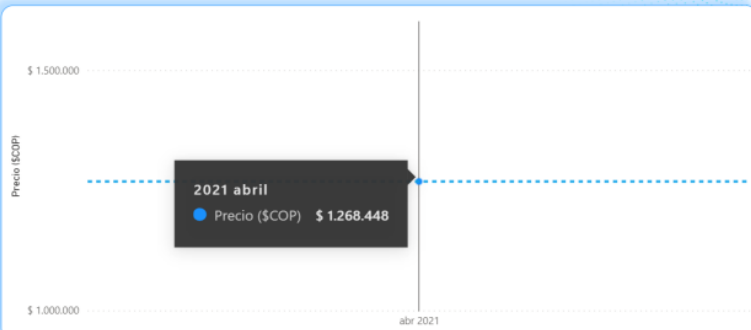 $ 1.500.000
Precio ($COP)
2021 abril
Precio ($COP) $ 1.268.448
$ 1.000.000
abr 2021